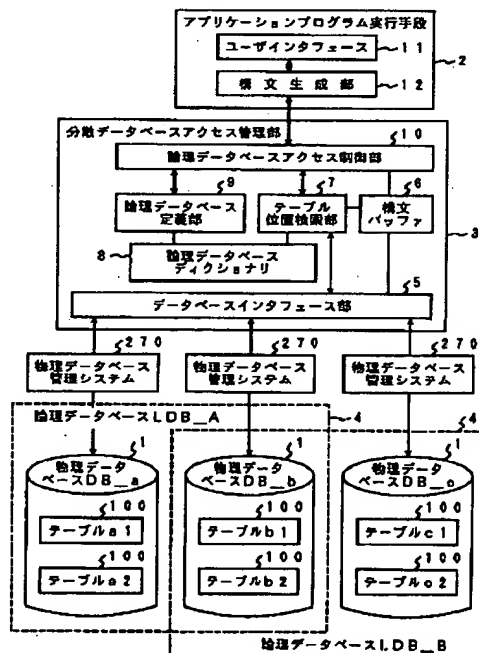 アプリケーションプログラム実行手段
ユーザインタフェース
11
構文生成部
12
2
分散データベースアクセス管理部
10
論理データベースアクセス制御部
9
論理データベース
定義部
7
テーブル
位置検索部
6
構文
バッファ
8
論理データベース
ディクショナリ
3
5
データベースインタフェース部
270
物理データベース
管理システム
270
物理データベース
管理システム
270
物理データベース
管理システム
論理データベースLDB_A
4
4
1
物理データ
ベースDB_a
100
テーブルa1
100
テーブルa2
1
物理データ
ベースDB_b
100
テーブルb1
100
テーブルb2
1
物理データ
ベースDB_c
100
テーブルc1
100
テーブルc2
論理データベースLDB_B